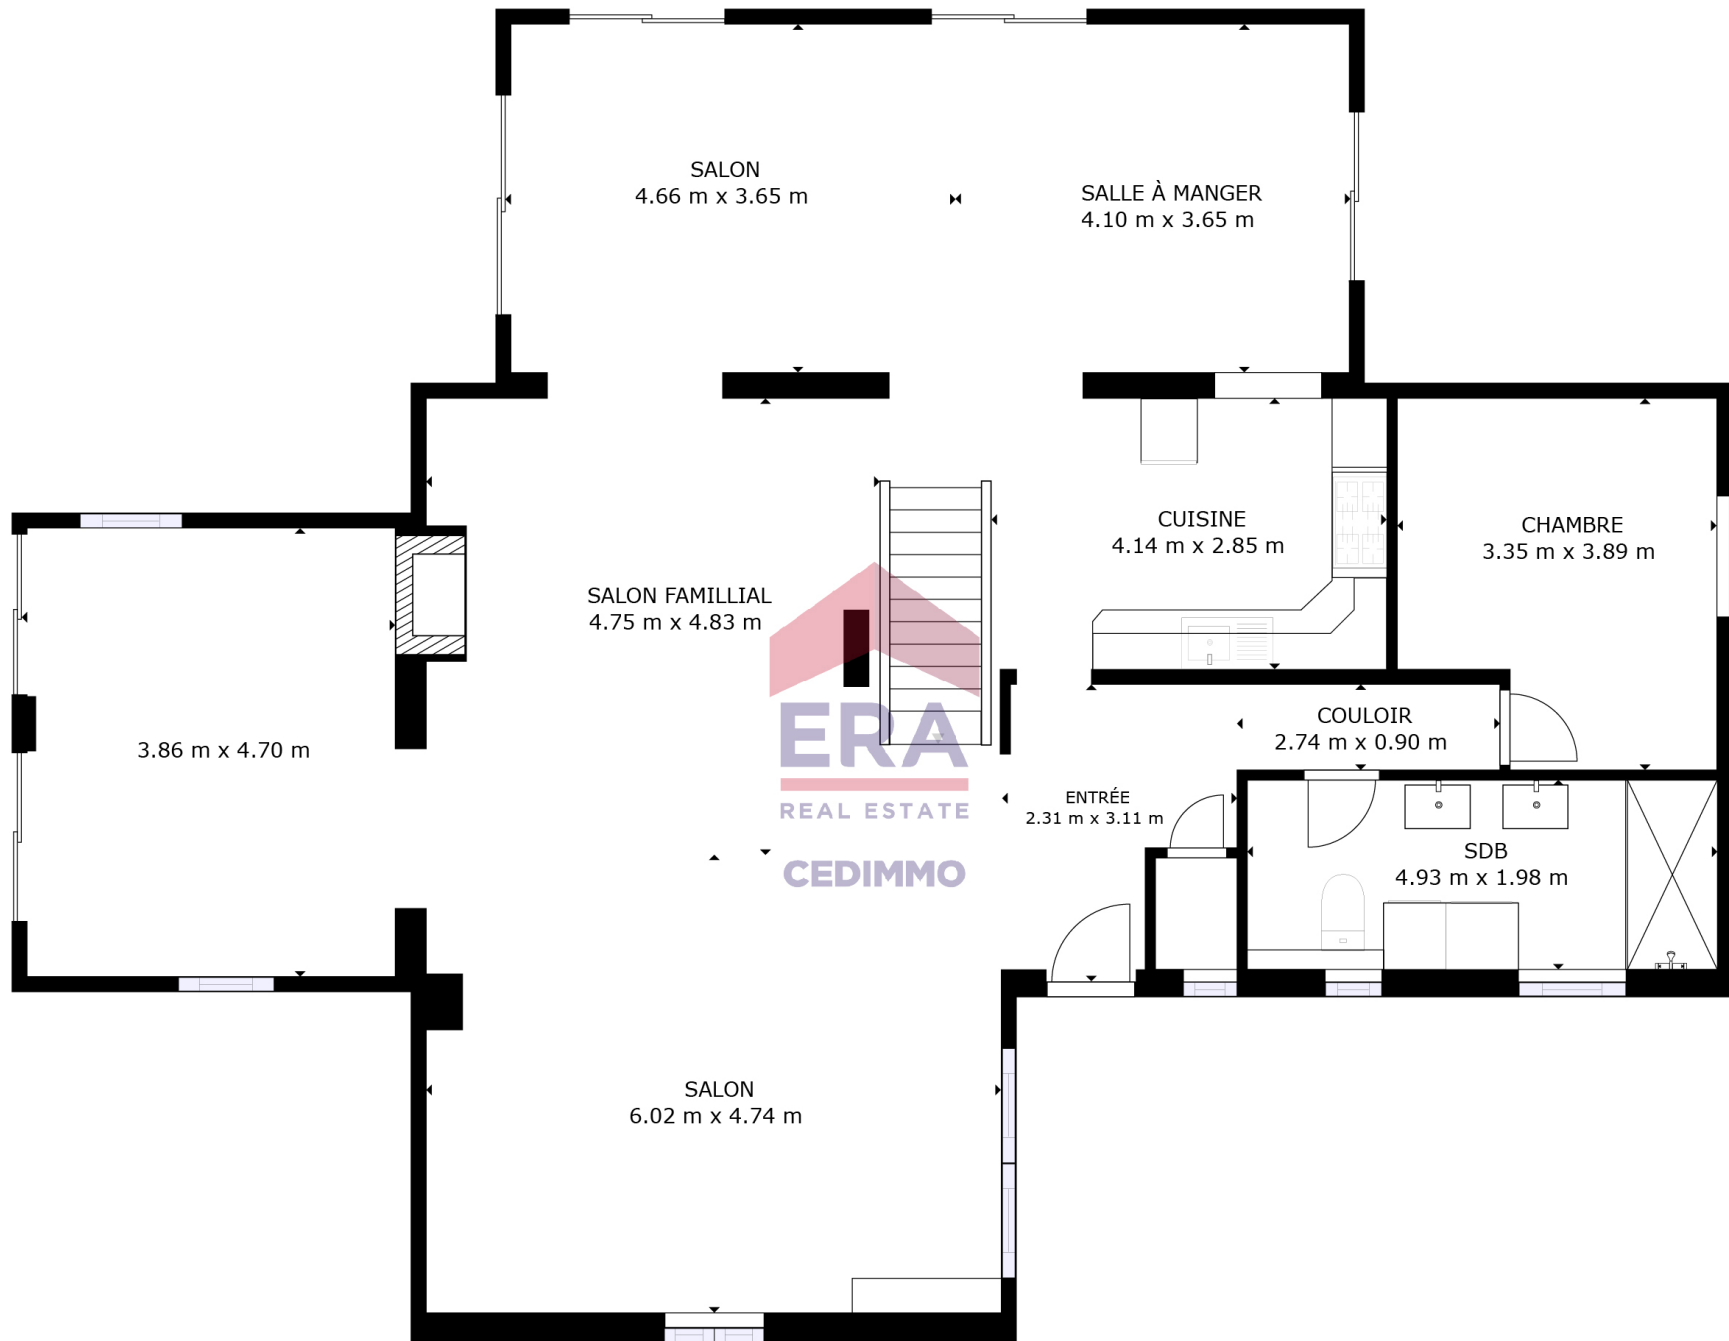 SALON
4.66 m x 3.65 m
SALLE À MANGER
4.10 m x 3.65 m
CUISINE
4.14 m x 2.85 m
CHAMBRE
3.35 m x 3.89 m
SALON FAMILLIAL
4.75 m x 4.83 m
3.86 m x 4.70 m
COULOIR
2.74 m x 0.90 m
ENTRÉE
2.31 m x 3.11 m
SDB
4.93 m x 1.98 m
ERA
REAL ESTATE
CEDIMMO
SALON
6.02 m x 4.74 m